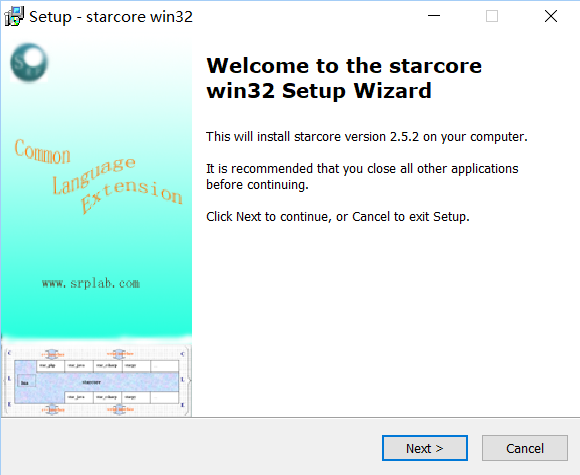 Setup - starcore win32
Welcome to the starcore
win32 Setup Wizard
This will install starcore version 2.5.2 on your computer.
It is recommended that you close all other applications
before continuing.
Click Next to continue, or Cancel to exit Setup.
Common
Language
Extension
www.srplab.com
starcore
Next >
Cancel